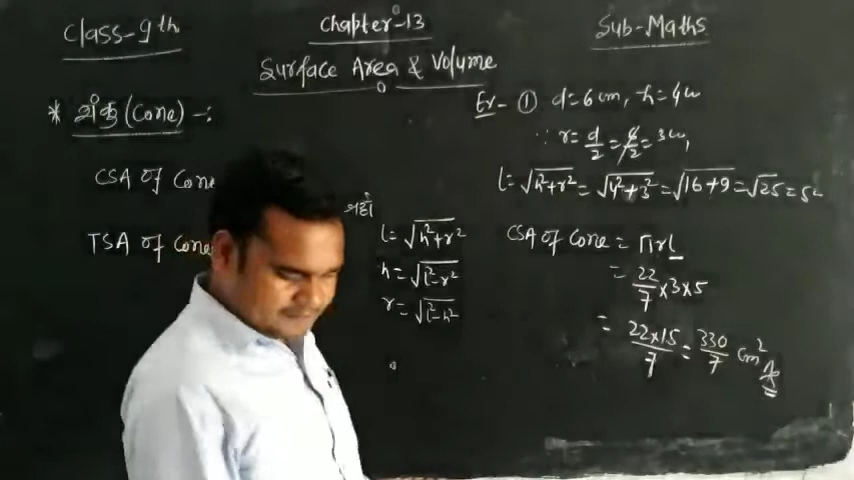 Class-9th
Chapter-13
Sub-Maths
Surface Area & Volume
* शंकु (Cone) -:
CSA of Cone
TSA of Cone
जहाँ
l = √h²+r²
h = √l²-r²
r = √l²-h²
Ex- ① d=6cm, h=4cm
∵ r = d/2 = 6/2 = 3cm,
l = √h²+r² = √4²+3² = √16+9 = √25 = 5cm
CSA of Cone = πrl
= 22/7 × 3 × 5
= 22×15/7 = 330/7 cm²